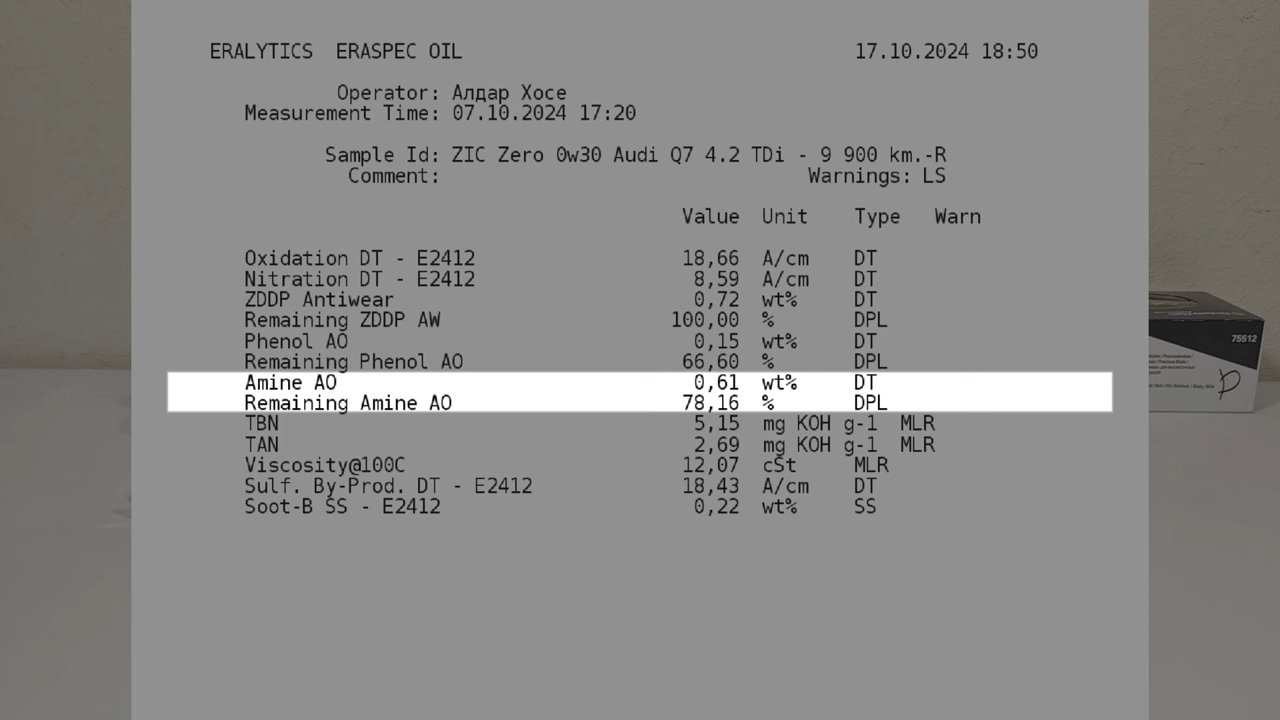 ERALYTICS ERASPEC OIL 17.10.2024 18:50
Operator: Алдар Хосе
Measurement Time: 07.10.2024 17:20
Sample Id: ZIC Zero 0w30 Audi Q7 4.2 TDi - 9 900 km.-R
Comment: Warnings: LS
Value Unit Type Warn
Oxidation DT - E2412 18,66 A/cm DT
Nitration DT - E2412 8,59 A/cm DT
ZDDP Antiwear 0,72 wt% DT
Remaining ZDDP AW 100,00 % DPL
Phenol AO 0,15 wt% DT
Remaining Phenol AO 66,60 % DPL
Amine AO 0,61 wt% DT
Remaining Amine AO 78,16 % DPL
TBN 5,15 mg KOH g-1 MLR
TAN 2,69 mg KOH g-1 MLR
Viscosity@100C 12,07 cSt MLR
Sulf. By-Prod. DT - E2412 18,43 A/cm DT
Soot-B SS - E2412 0,22 wt% SS
75512
P